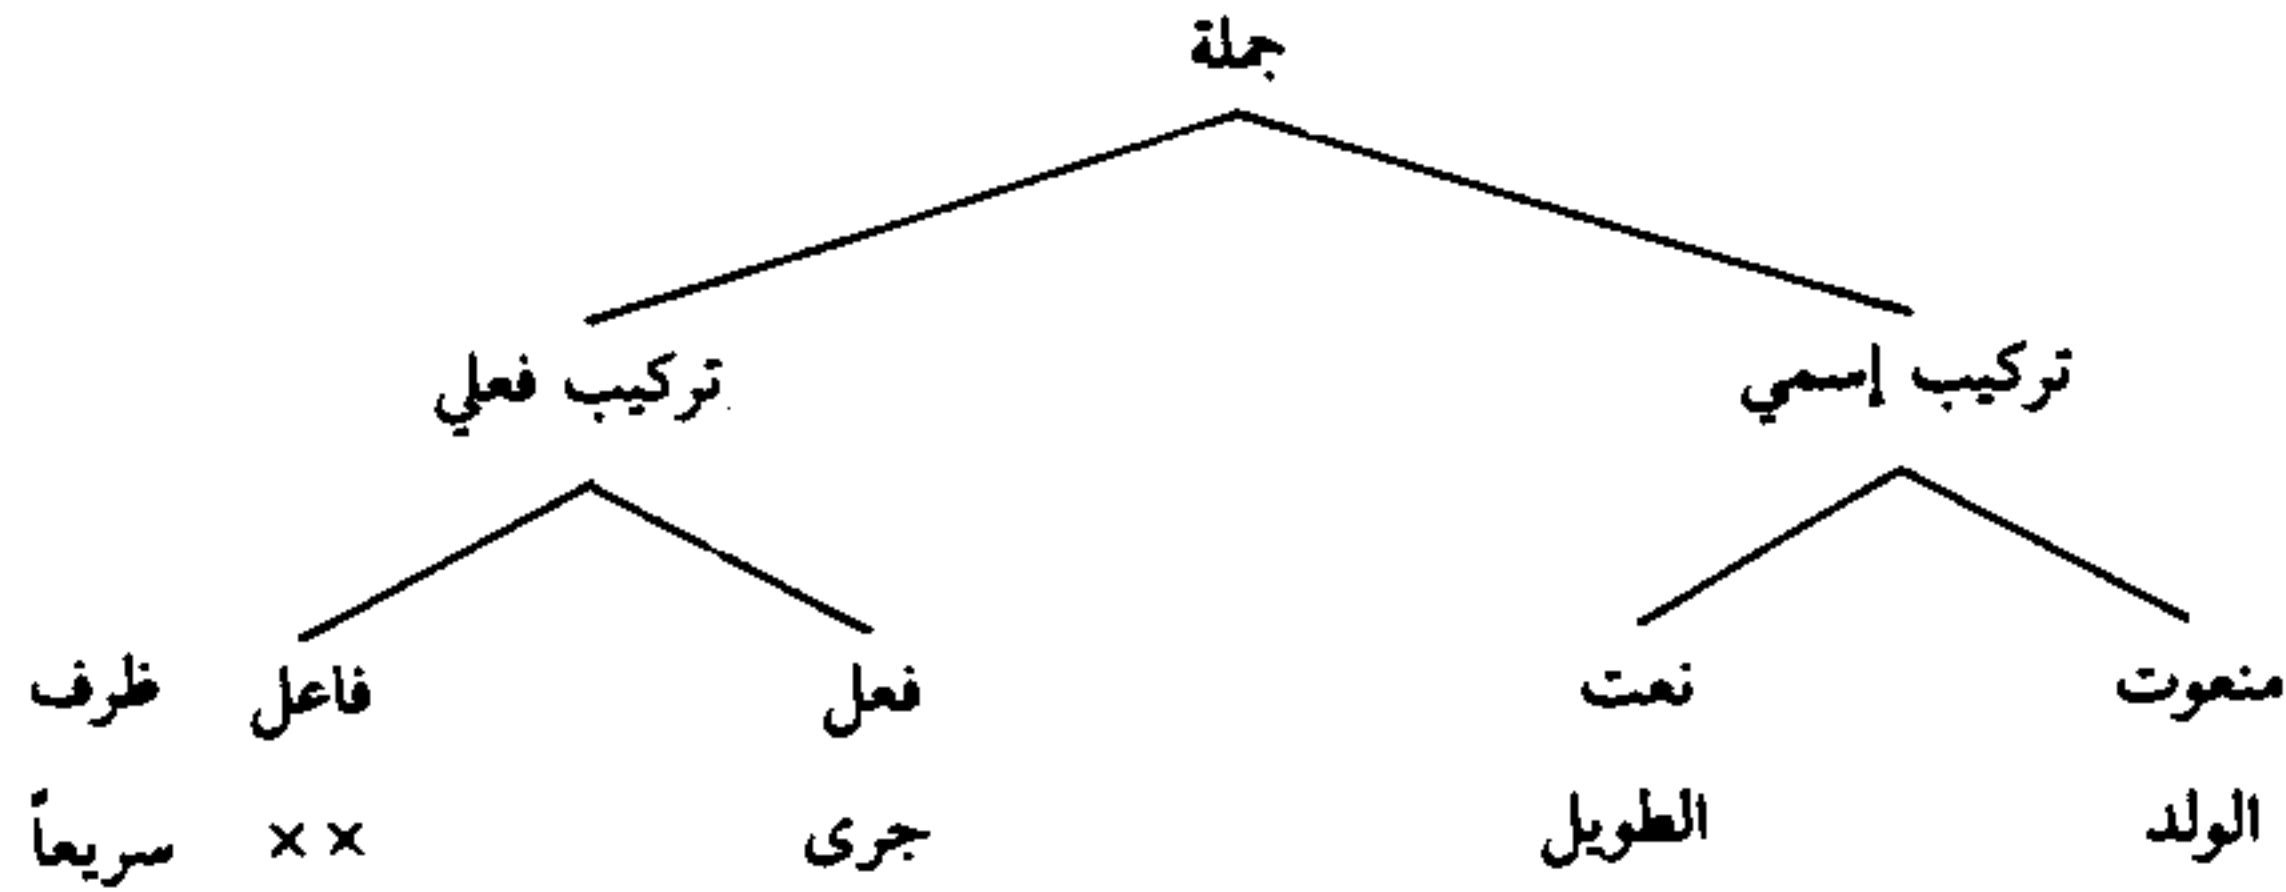 جملة
تركيب إسمي تركيب فعلي
منعوت نعت فعل فاعل ظرف
الولد الطويل جرى ×× سريعاً